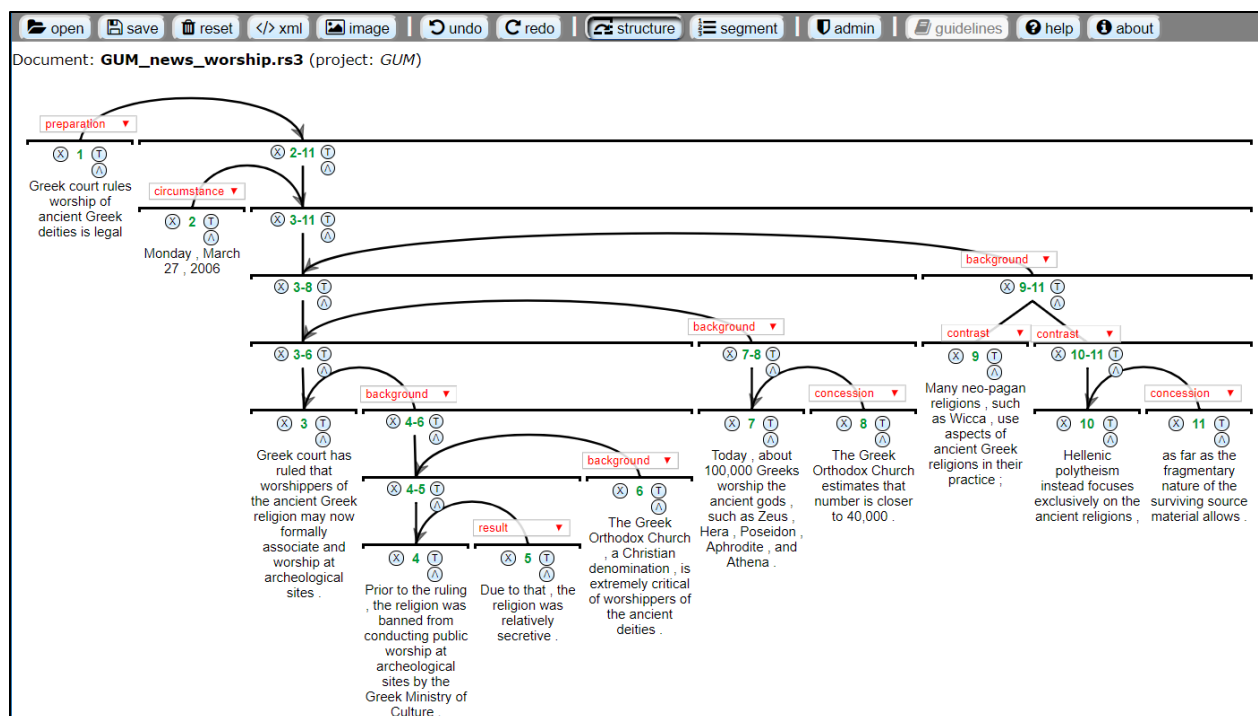 open save reset </> xml image undo redo structure segment admin guidelines help about
Document: GUM_news_worship.rs3 (project: GUM)
preparation
X 1 T
Λ
Greek court rules
worship of
ancient Greek
deities is legal
X 2-11 T
Λ
circumstance
X 2 T
Λ
Monday , March
27 , 2006
X 3-11 T
Λ
X 3-8 T
Λ
background
X 9-11 T
Λ
X 3-6 T
Λ
background
X 7-8 T
Λ
contrast
X 9 T
Λ
Many neo-pagan
religions , such
as Wicca , use
aspects of
ancient Greek
religions in their
practice ;
contrast
X 10-11 T
Λ
X 3 T
Λ
Greek court has
ruled that
worshippers of
the ancient Greek
religion may now
formally
associate and
worship at
archeological
sites .
background
X 4-6 T
Λ
X 7 T
Λ
Today , about
100,000 Greeks
worship the
ancient gods ,
such as Zeus ,
Hera , Poseidon ,
Aphrodite , and
Athena .
concession
X 8 T
Λ
The Greek
Orthodox Church
estimates that
number is closer
to 40,000 .
X 10 T
Λ
Hellenic
polytheism
instead focuses
exclusively on the
ancient religions ,
concession
X 11 T
Λ
as far as the
fragmentary
nature of the
surviving source
material allows .
X 4-5 T
Λ
background
X 6 T
Λ
The Greek
Orthodox Church
, a Christian
denomination , is
extremely critical
of worshippers of
the ancient
deities .
X 4 T
Λ
Prior to the ruling
, the religion was
banned from
conducting public
worship at
archeological
sites by the
Greek Ministry of
Culture .
result
X 5 T
Λ
Due to that , the
religion was
relatively
secretive .